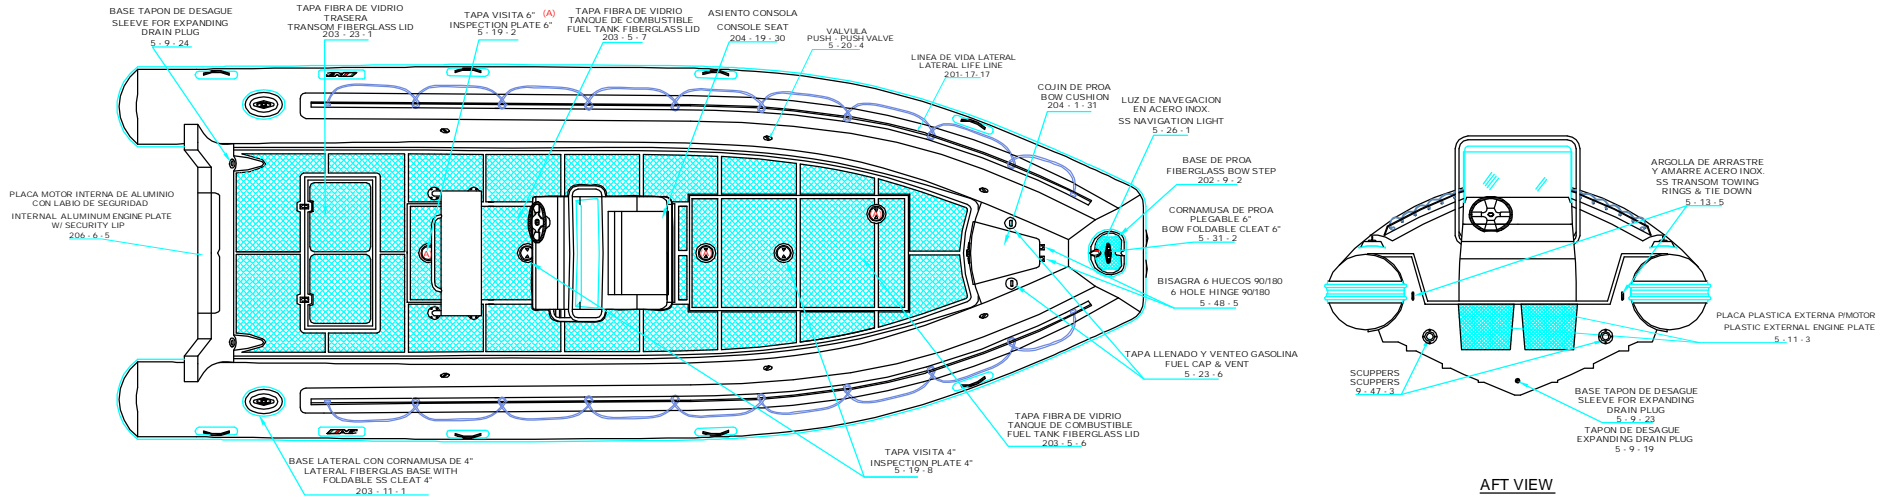 BASE TAPON DE DESAGUE
SLEEVE FOR EXPANDING
DRAIN PLUG
5 - 9 - 24
TAPA FIBRA DE VIDRIO
TRASERA
TRANSOM FIBERGLASS LID
203 - 23 - 1
TAPA VISITA 6" (A)
INSPECTION PLATE 6"
5 - 19 - 2
TAPA FIBRA DE VIDRIO
TANQUE DE COMBUSTIBLE
FUEL TANK FIBERGLASS LID
203 - 5 - 7
ASIENTO CONSOLA
CONSOLE SEAT
204 - 19 - 30
VALVULA
PUSH - PUSH VALVE
5 - 20 - 4
LINEA DE VIDA LATERAL
LATERAL LIFE LINE
201- 17- 17
COJIN DE PROA
BOW CUSHION
204 - 1 - 31
LUZ DE NAVEGACION
EN ACERO INOX.
SS NAVIGATION LIGHT
5 - 26 - 1
BASE DE PROA
FIBERGLASS BOW STEP
202 - 9 - 2
CORNAMUSA DE PROA
PLEGABLE 6"
BOW FOLDABLE CLEAT 6"
5 - 31 - 2
BISAGRA 6 HUECOS 90/180
6 HOLE HINGE 90/180
5 - 48 - 5
TAPA LLENADO Y VENTEO GASOLINA
FUEL CAP & VENT
5 - 23 - 6
TAPA FIBRA DE VIDRIO
TANQUE DE COMBUSTIBLE
FUEL TANK FIBERGLASS LID
203 - 5 - 6
TAPA VISITA 4"
INSPECTION PLATE 4"
5 - 19 - 8
BASE LATERAL CON CORNAMUSA DE 4"
LATERAL FIBERGLAS BASE WITH
FOLDABLE SS CLEAT 4"
203 - 11 - 1
PLACA MOTOR INTERNA DE ALUMINIO
CON LABIO DE SEGURIDAD
INTERNAL ALUMINUM ENGINE PLATE
W/ SECURITY LIP
206 - 6 - 5
ARGOLLA DE ARRASTRE
Y AMARRE ACERO INOX.
SS TRANSOM TOWING
RINGS & TIE DOWN
5 - 13 - 5
PLACA PLASTICA EXTERNA P/MOTOR
PLASTIC EXTERNAL ENGINE PLATE
5 - 11 - 3
SCUPPERS
SCUPPERS
9 - 47 - 3
BASE TAPON DE DESAGUE
SLEEVE FOR EXPANDING
DRAIN PLUG
5 - 9 - 23
TAPON DE DESAGUE
EXPANDING DRAIN PLUG
5 - 9 - 19
AFT VIEW